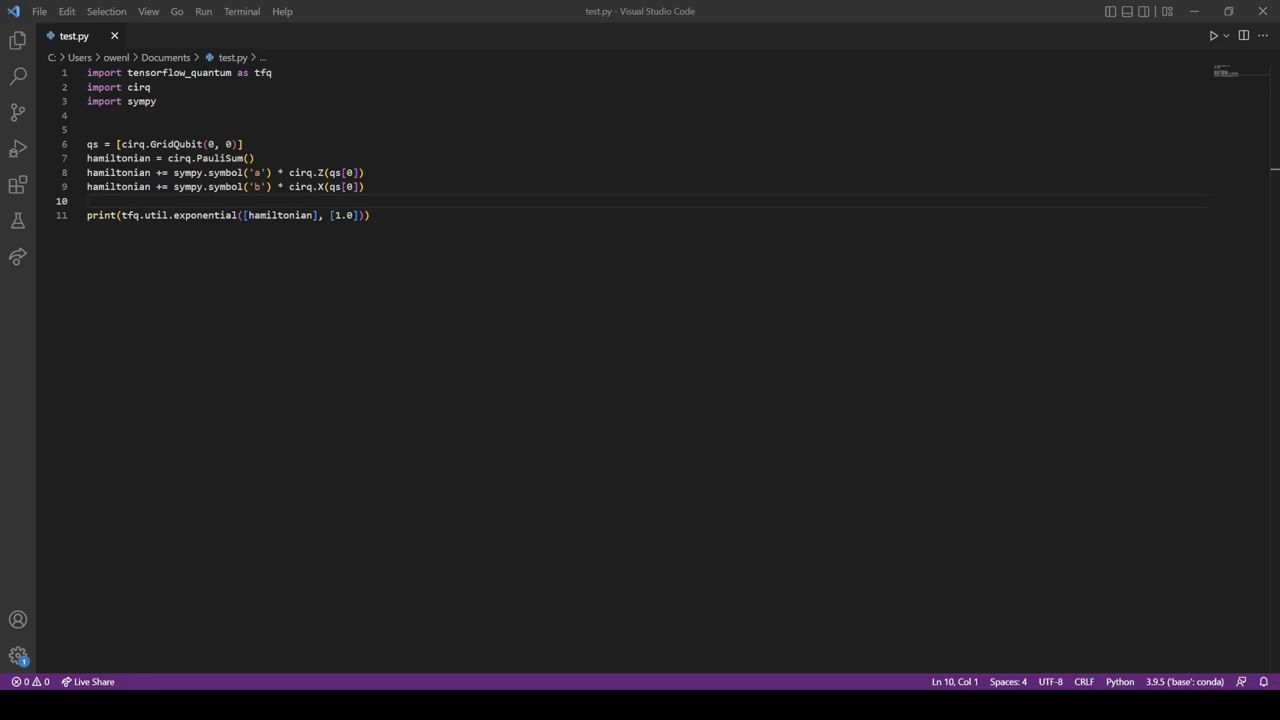 File Edit Selection View Go Run Terminal Help
test.py - Visual Studio Code
test.py
C: > Users > owenl > Documents > test.py > ...
1 import tensorflow_quantum as tfq
2 import cirq
3 import sympy
4
5
6 qs = [cirq.GridQubit(0, 0)]
7 hamiltonian = cirq.PauliSum()
8 hamiltonian += sympy.symbol('a') * cirq.Z(qs[0])
9 hamiltonian += sympy.symbol('b') * cirq.X(qs[0])
10
11 print(tfq.util.exponential([hamiltonian], [1.0]))
1
0 0 Live Share Ln 10, Col 1 Spaces: 4 UTF-8 CRLF Python 3.9.5 ('base': conda)